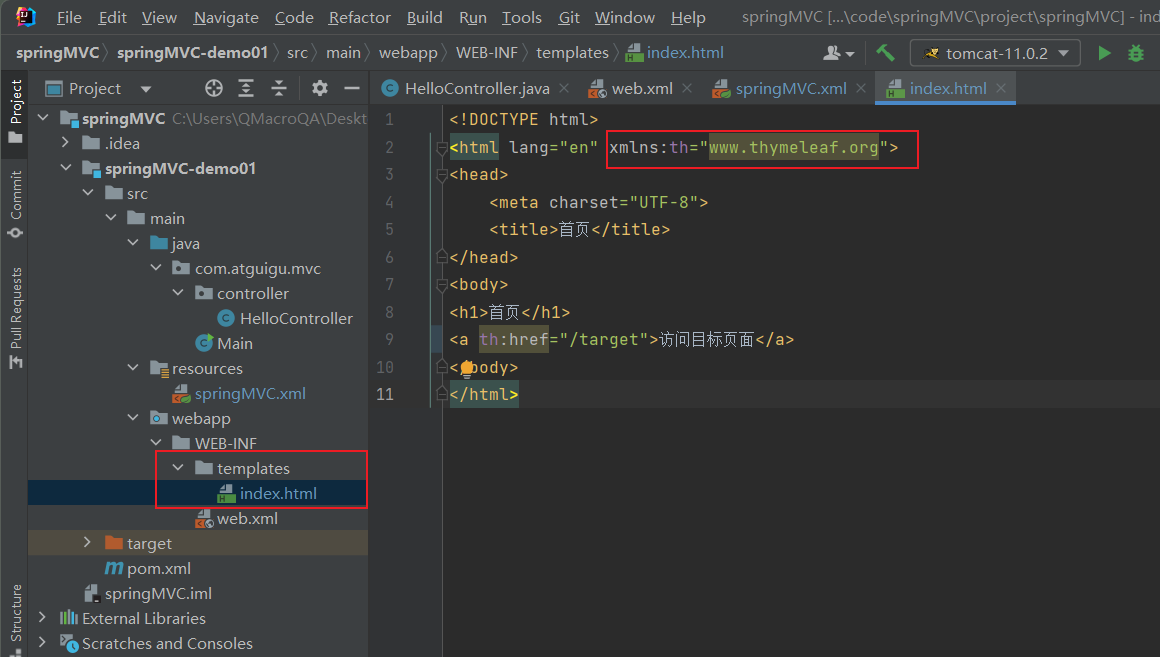 File Edit View Navigate Code Refactor Build Run Tools Git Window Help springMVC [...\code\springMVC\project\springMVC] - ind
springMVC springMVC-demo01 src main webapp WEB-INF templates index.html tomcat-11.0.2
Project HelloController.java web.xml springMVC.xml index.html
Project
Commit
Pull Requests
Structure
springMVC C:\Users\QMacroQA\Deskt
.idea
springMVC-demo01
src
main
java
com.atguigu.mvc
controller
HelloController
Main
resources
springMVC.xml
webapp
WEB-INF
templates
index.html
web.xml
target
pom.xml
springMVC.iml
External Libraries
Scratches and Consoles
1 <!DOCTYPE html>
2 <html lang="en" xmlns:th="www.thymeleaf.org">
3 <head>
4 <meta charset="UTF-8">
5 <title>首页</title>
6 </head>
7 <body>
8 <h1>首页</h1>
9 <a th:href="/target">访问目标页面</a>
10 </body>
11 </html>